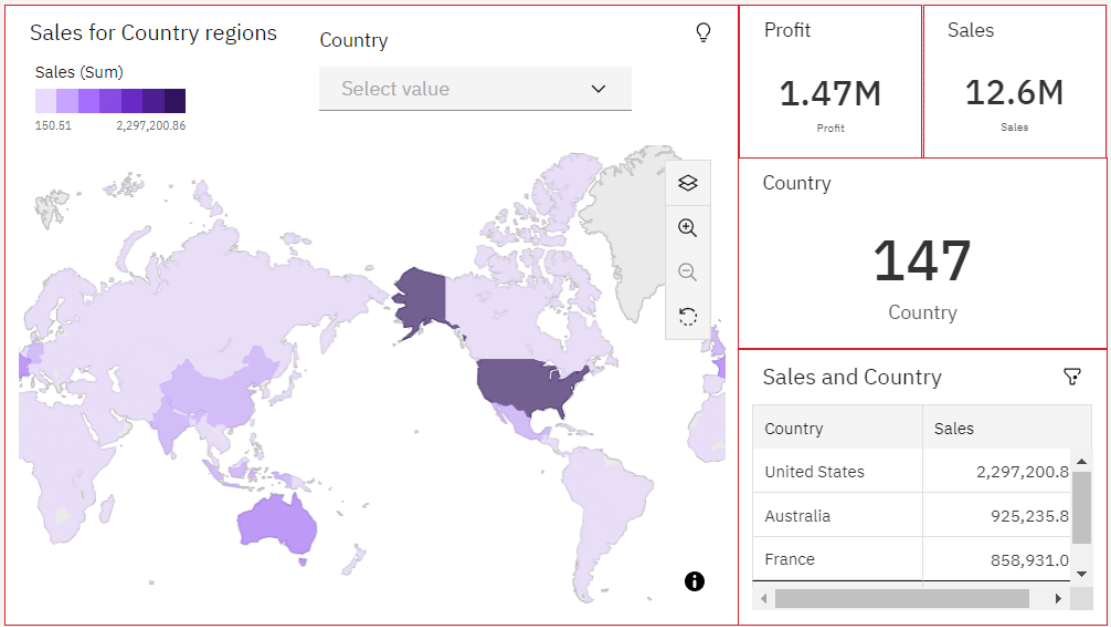 Sales for Country regions
Country
Sales (Sum)
Select value
150.51 2,297,200.86
Profit
1.47M
Profit
Sales
12.6M
Sales
Country
147
Country
Sales and Country
Country Sales
United States 2,297,200.8
Australia 925,235.8
France 858,931.0